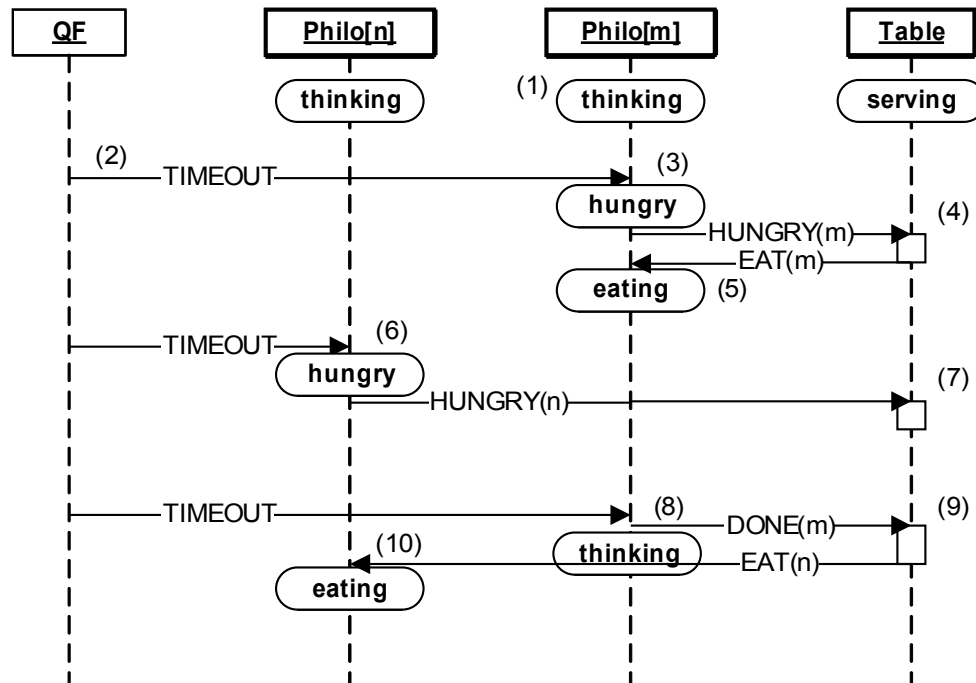 QF Philo[n] Philo[m] Table
thinking (1) thinking serving
(2) (3)
TIMEOUT
hungry (4)
HUNGRY(m)
EAT(m)
eating (5)
(6)
TIMEOUT
hungry (7)
HUNGRY(n)
TIMEOUT (8) (9)
DONE(m)
(10) thinking
EAT(n)
eating